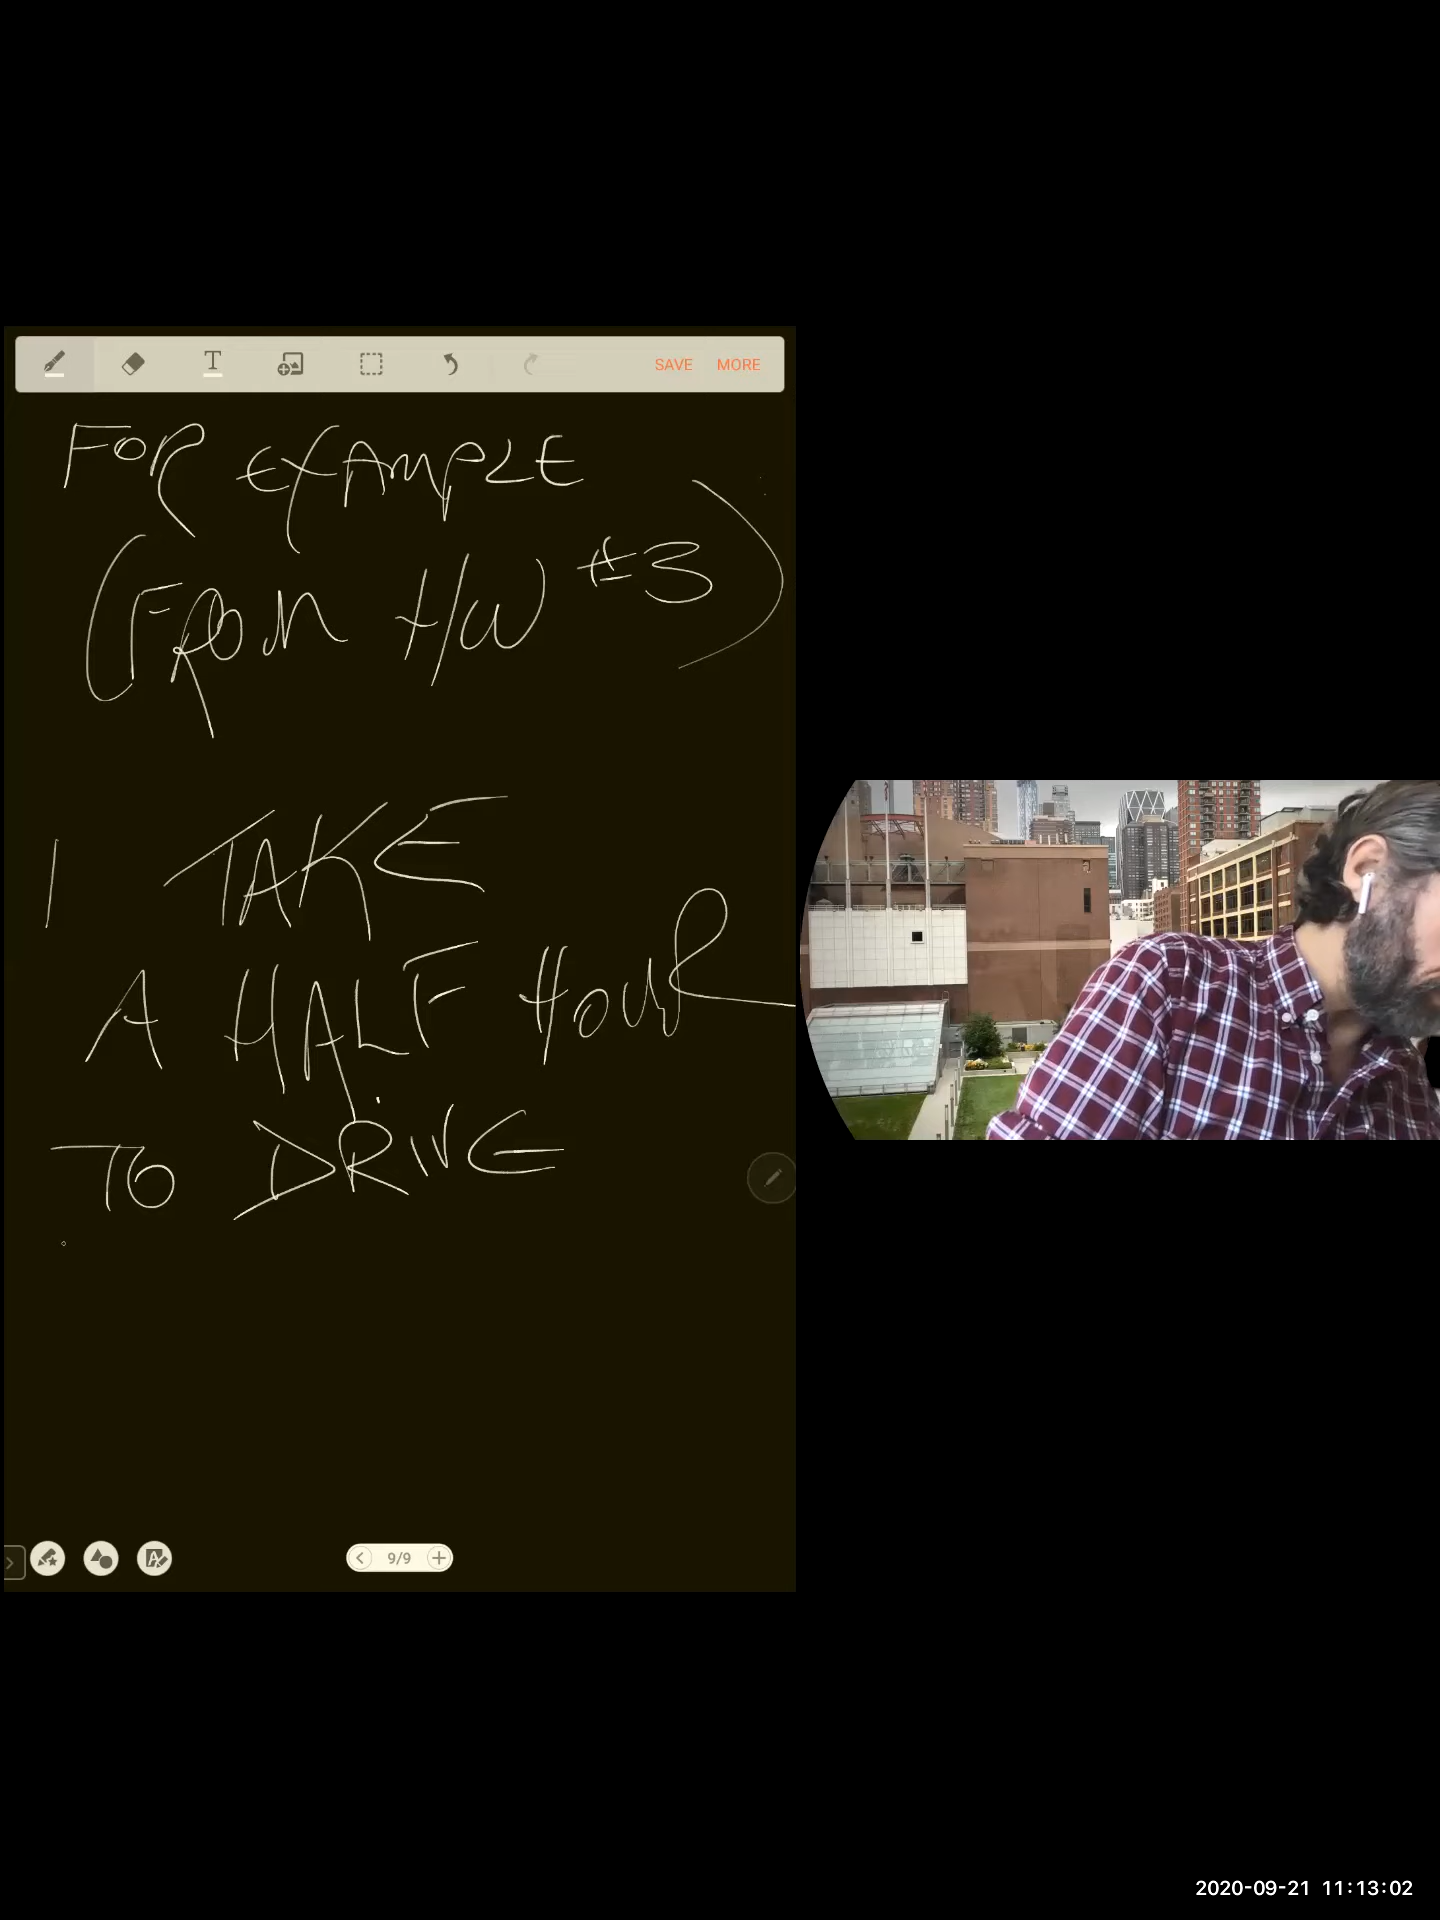 T SAVE MORE
FOR EXAMPLE
(FROM H/W #3)
I TAKE
A HALF HOUR
TO DRIVE
A
9/9
2020-09-21 11:13:02